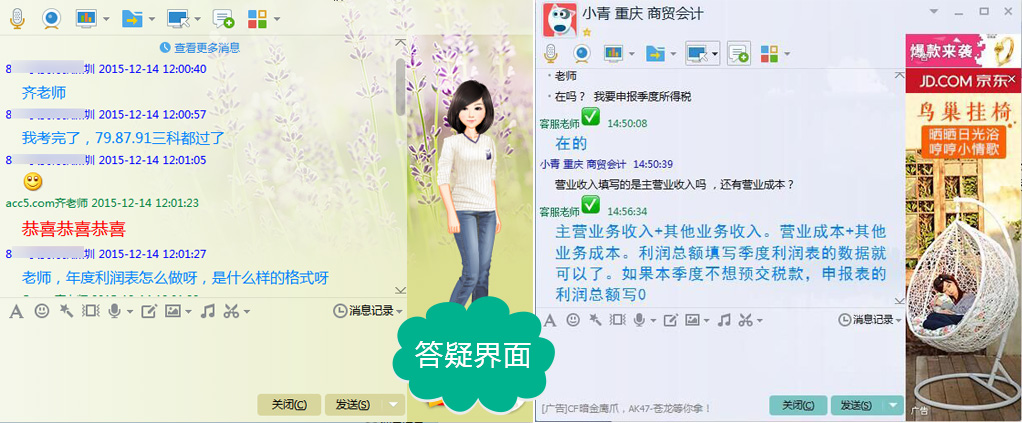 查看更多消息
圳 2015-12-14 12:00:40
齐老师
圳 2015-12-14 12:00:57
我考完了，79.87.91三科都过了
圳 2015-12-14 12:01:05
acc5.com齐老师 2015-12-14 12:01:23
恭喜恭喜恭喜
圳 2015-12-14 12:01:27
老师，年度利润表怎么做呀，是什么样的格式呀
消息记录
关闭(C) 发送(S)
答疑界面
小青 重庆 商贸会计
老师
在吗？ 我要申报季度所得税
客服老师 14:50:08
在的
小青 重庆 商贸会计 14:50:39
营业收入填写的是主营业收入吗，还有营业成本？
客服老师 14:56:34
主营业务收入+其他业务收入。营业成本+其他
业务成本。利润总额填写季度利润表的数据就
可以了。如果本季度不想预交税款，申报表的
利润总额写0
消息记录
[广告]CF暗金鹰爪，AK47-苍龙等你拿！
关闭(C) 发送(S)
爆款来袭
广告
JD.COM 京东
鸟巢挂椅
晒晒日光浴
哼哼小情歌
广告